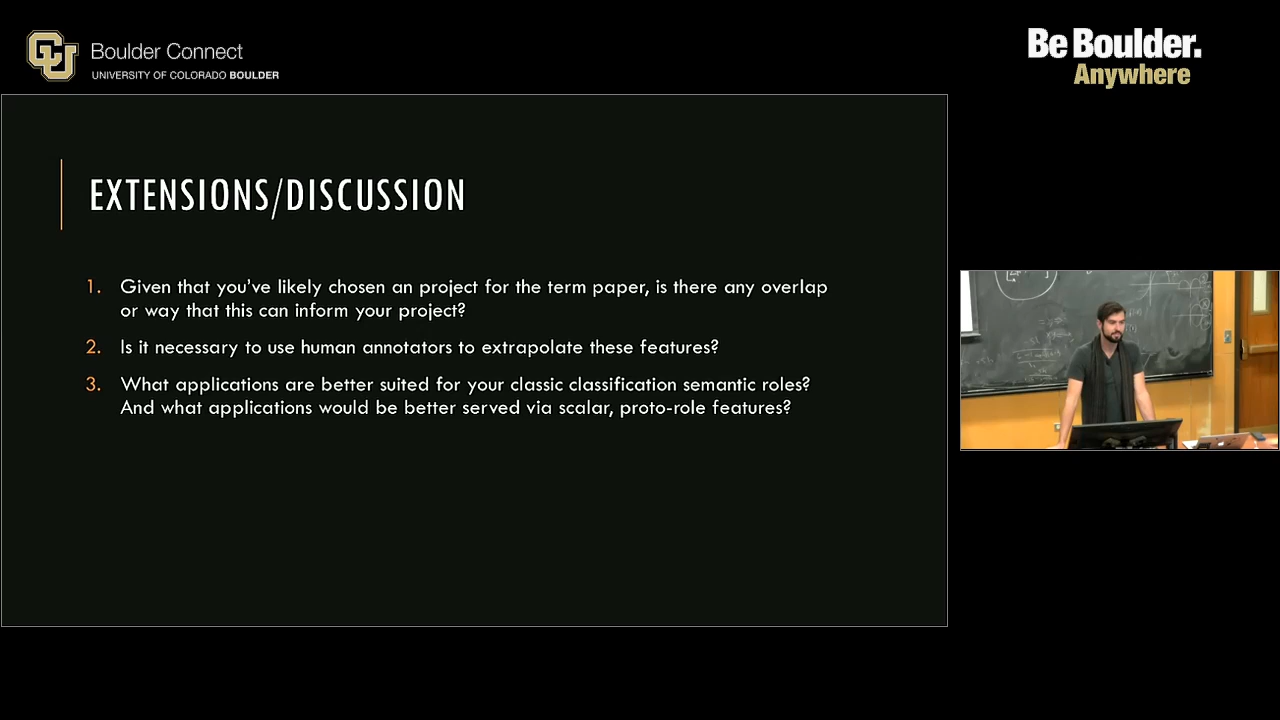 Boulder Connect
UNIVERSITY OF COLORADO BOULDER
Be Boulder.
Anywhere
EXTENSIONS/DISCUSSION
1. Given that you've likely chosen an project for the term paper, is there any overlap
or way that this can inform your project?
2. Is it necessary to use human annotators to extrapolate these features?
3. What applications are better suited for your classic classification semantic roles?
And what applications would be better served via scalar, proto-role features?